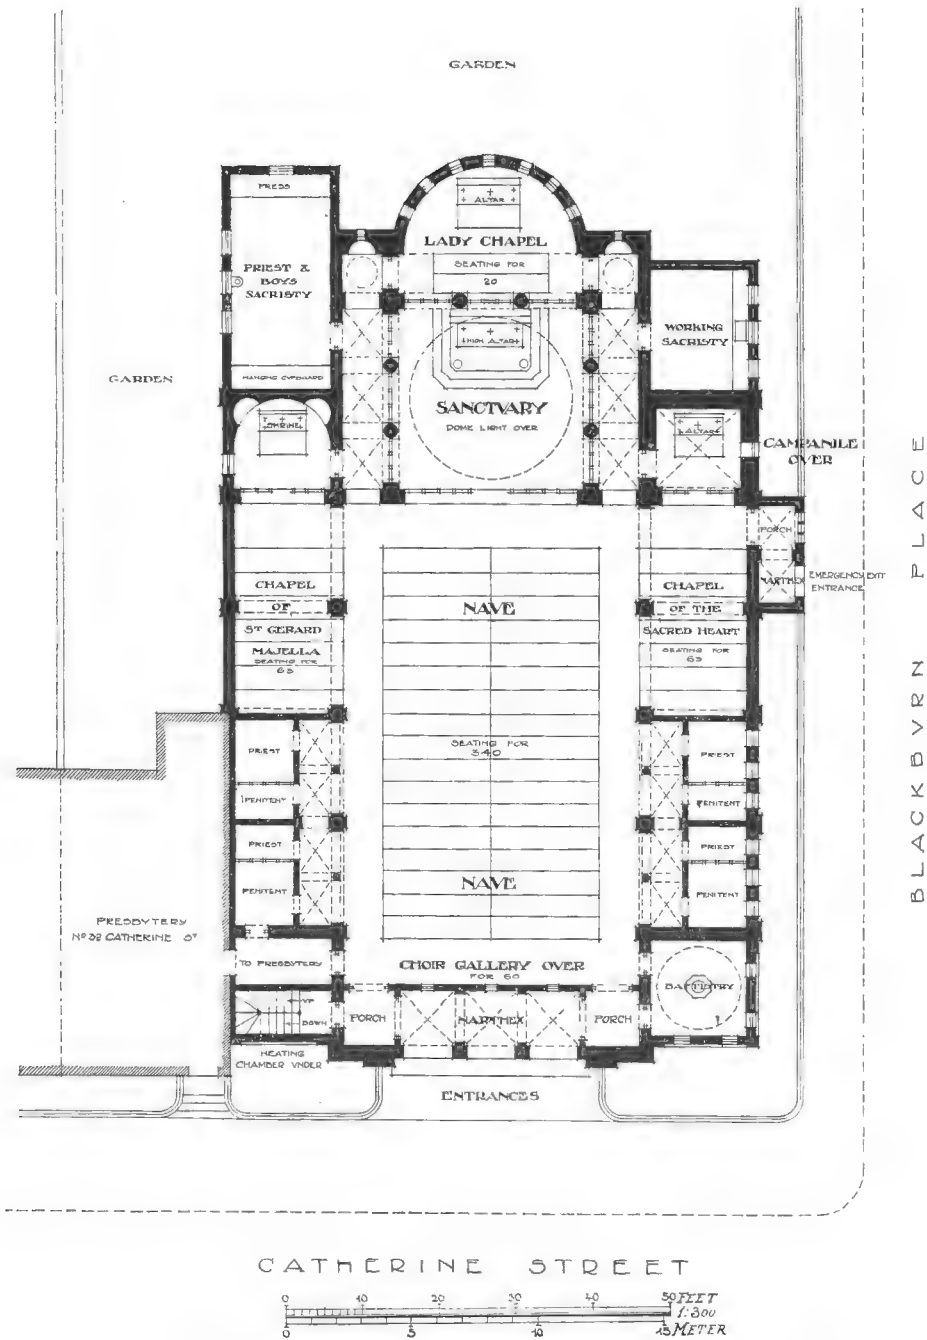 GARDEN
PRESS
ALTAR
LADY CHAPEL
SEATING FOR
20
PRIEST &
BOYS
SACRISTY
HIGH ALTAR
WORKING
SACRISTY
HANGING CVPBOARD
GARDEN
SANCTVARY
DOME LIGHT OVER
SHRINE
ALTAR
CAMPANILE
OVER
PORCH
NARTHEX
EMERGENCY EXIT
ENTRANCE
BLACKBVRN PLACE
CHAPEL
OF
ST GERARD
MAJELLA
SEATING FOR
63
NAVE
CHAPEL
OF THE
SACRED HEART
SEATING FOR
63
SEATING FOR
340
PRIEST
PENITENT
PRIEST
PENITENT
PRIEST
PENITENT
PRIEST
PENITENT
NAVE
PRESBYTERY
No 32 CATHERINE ST
TO PRESBYTERY
CHOIR GALLERY OVER
FOR 60
BAPTISTRY
UP
DOWN
PORCH
NARTHEX
PORCH
HEATING
CHAMBER VNDER
ENTRANCES
CATHERINE STREET
0 10 20 30 40 50 FEET
1:300
0 5 10 15 METER